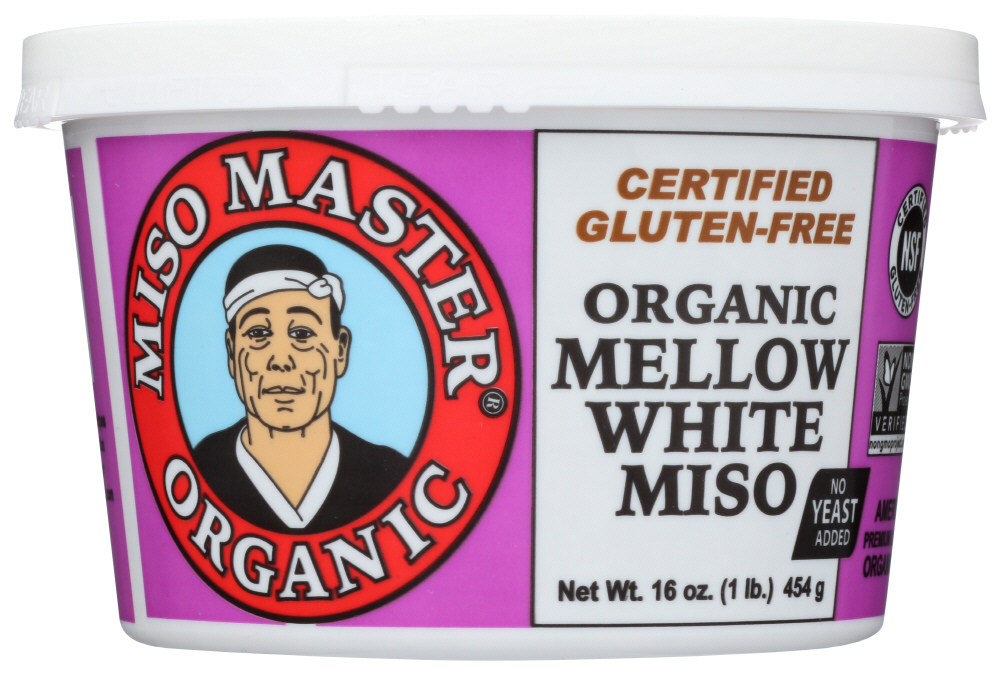 MISO MASTER
®
ORGANIC
CERTIFIED
GLUTEN-FREE
ORGANIC
MELLOW
WHITE
MISO
NO
YEAST
ADDED
Net Wt. 16 oz. (1 lb.) 454 g
NSF